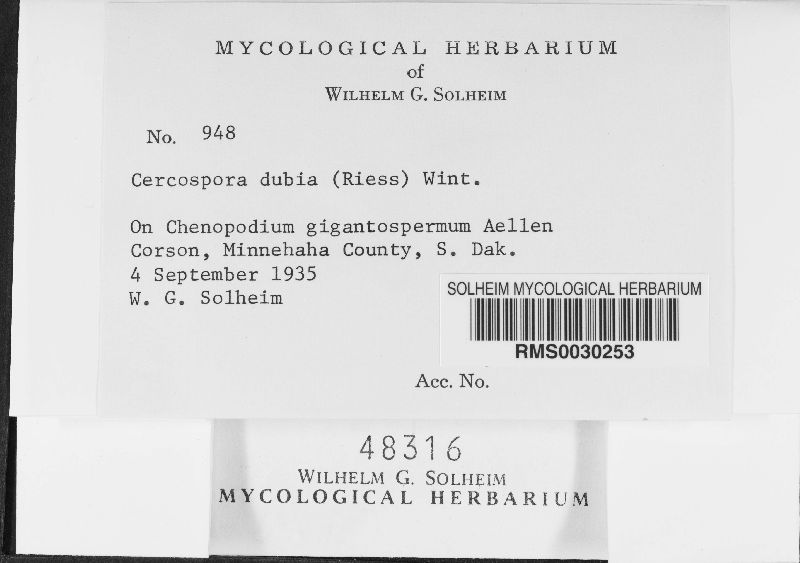 MYCOLOGICAL HERBARIUM
of
WILHELM G. SOLHEIM
No. 948
Cercospora dubia (Riess) Wint.
On Chenopodium gigantospermum Aellen
Corson, Minnehaha County, S. Dak.
4 September 1935
W. G. Solheim
SOLHEIM MYCOLOGICAL HERBARIUM
RMS0030253
Acc. No.
48316
WILHELM G. SOLHEIM
MYCOLOGICAL HERBARIUM